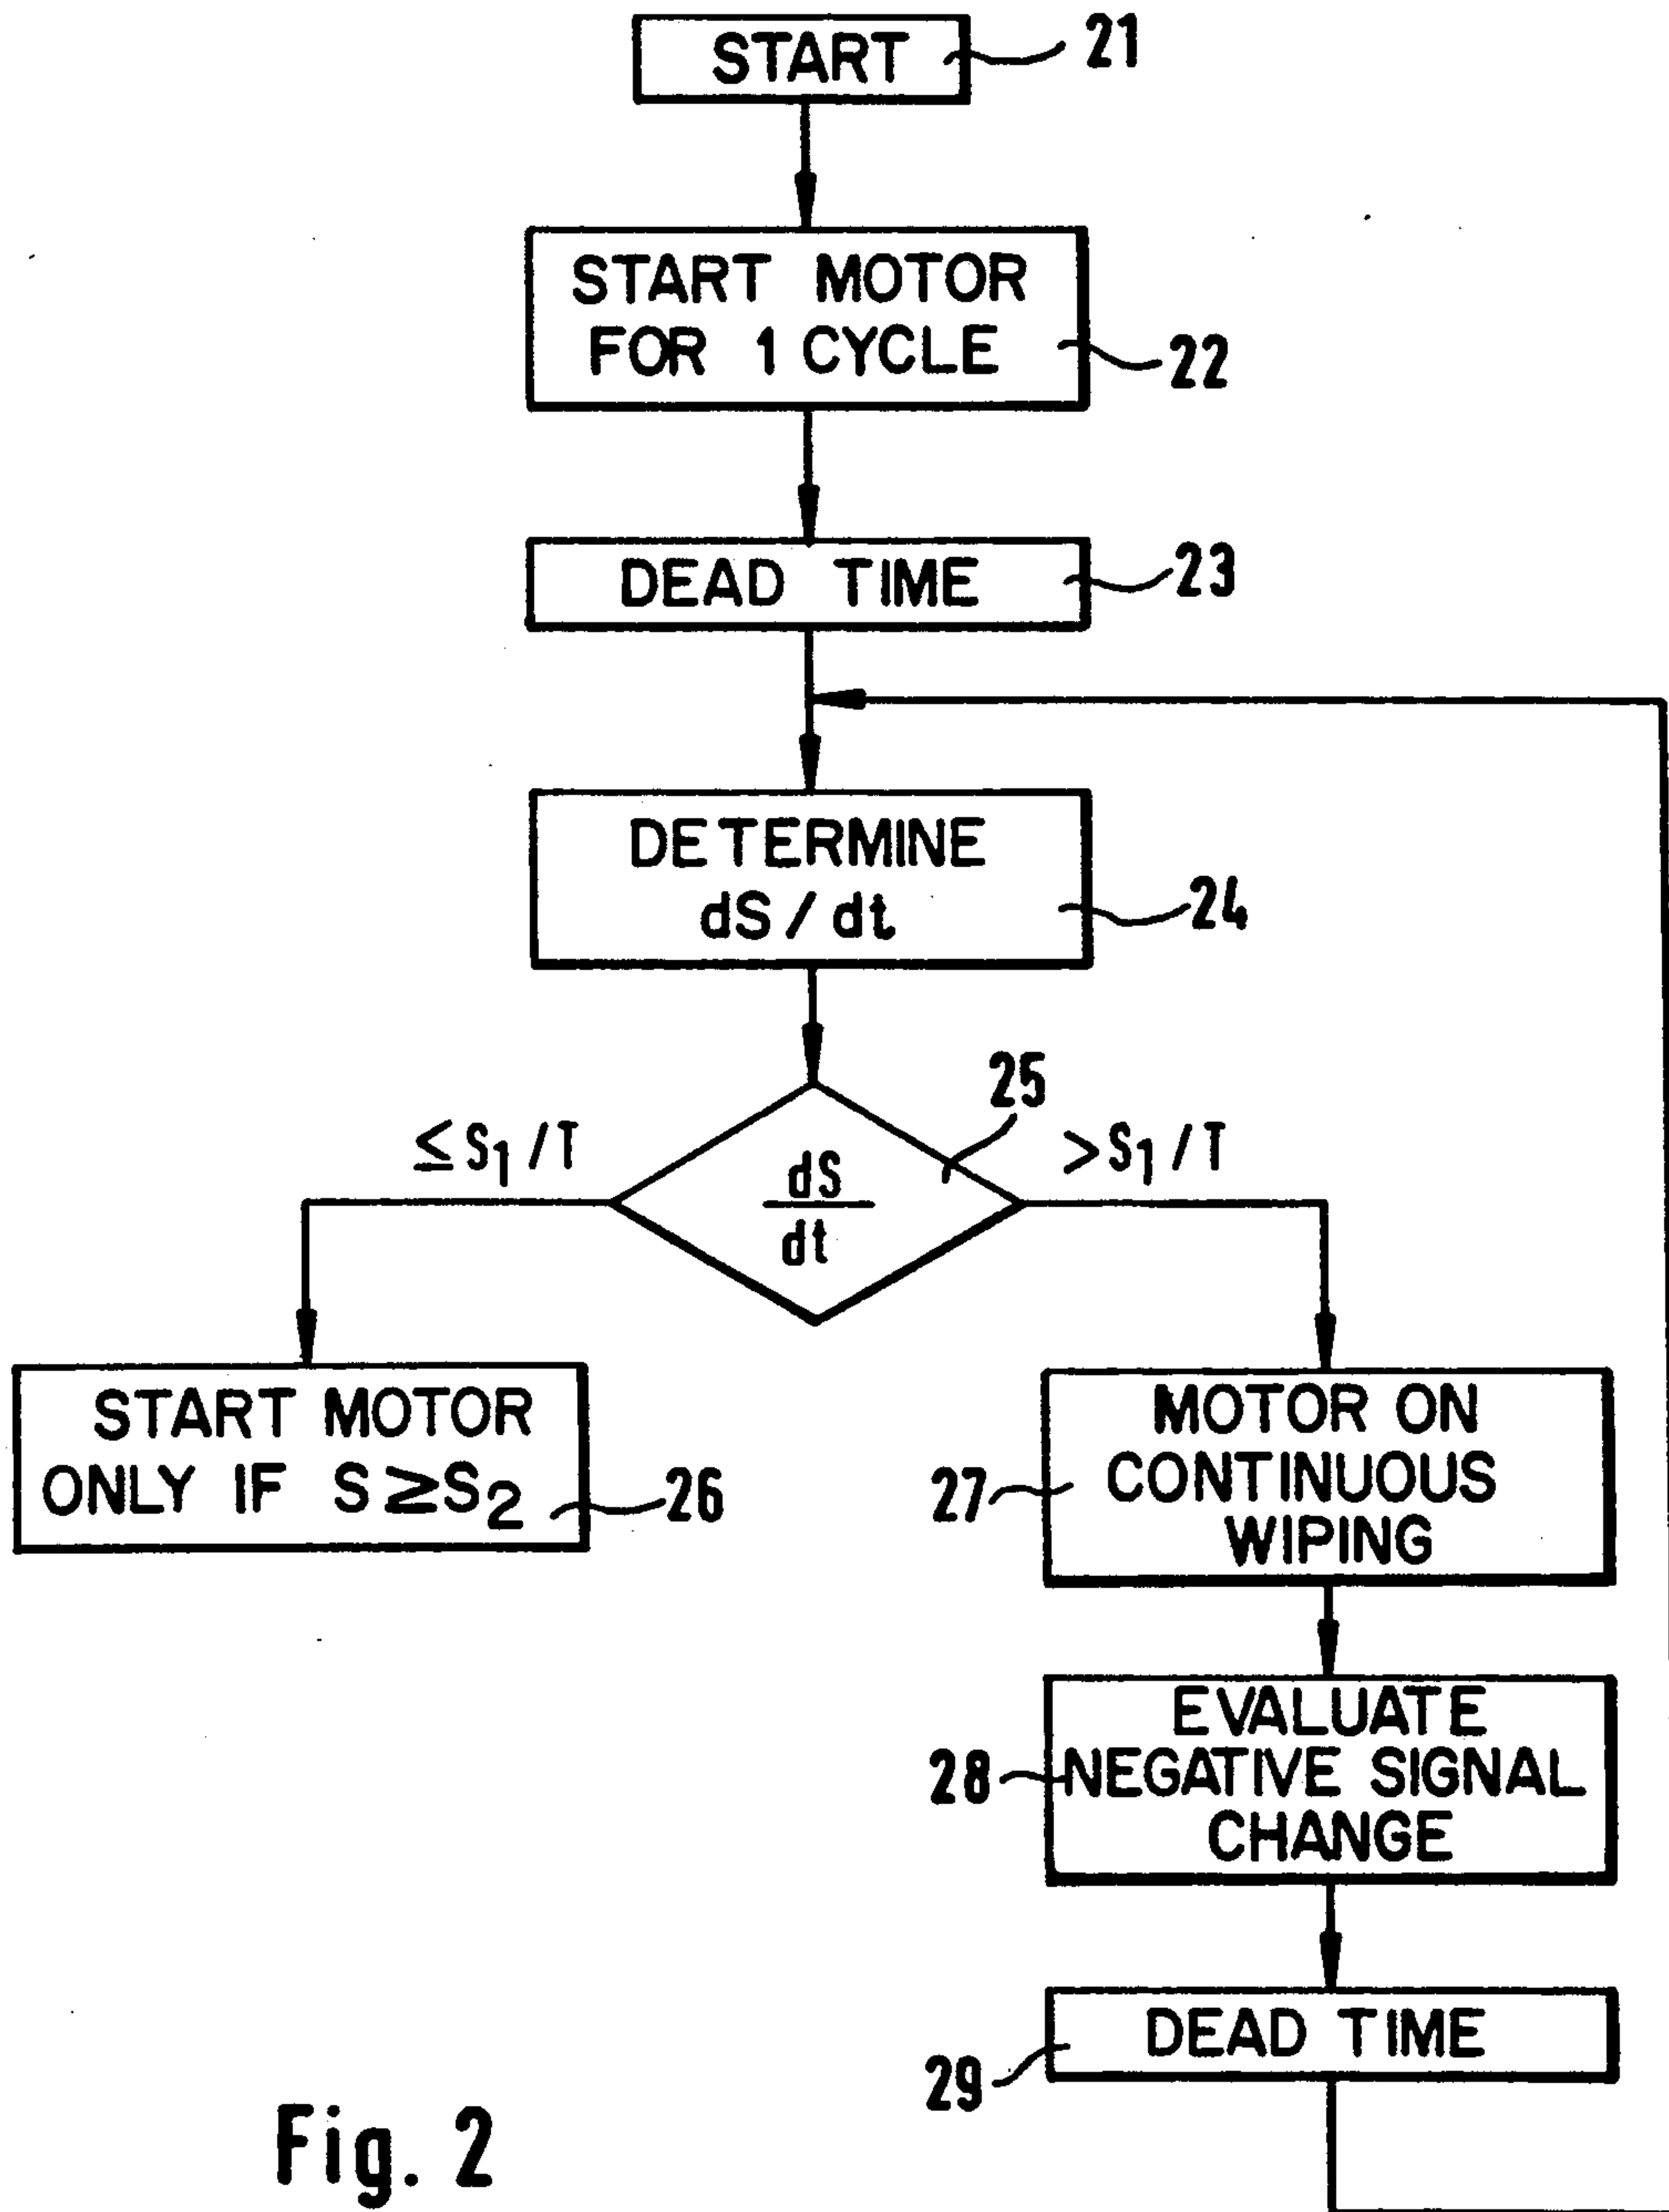 START
21
START MOTOR
FOR 1 CYCLE
22
DEAD TIME
23
DETERMINE
dS / dt
24
25
≤ S1 / T
dS
dt
> S1 / T
START MOTOR
ONLY IF S ≥ S2
26
MOTOR ON
CONTINUOUS
WIPING
27
EVALUATE
NEGATIVE SIGNAL
CHANGE
28
DEAD TIME
29
Fig. 2